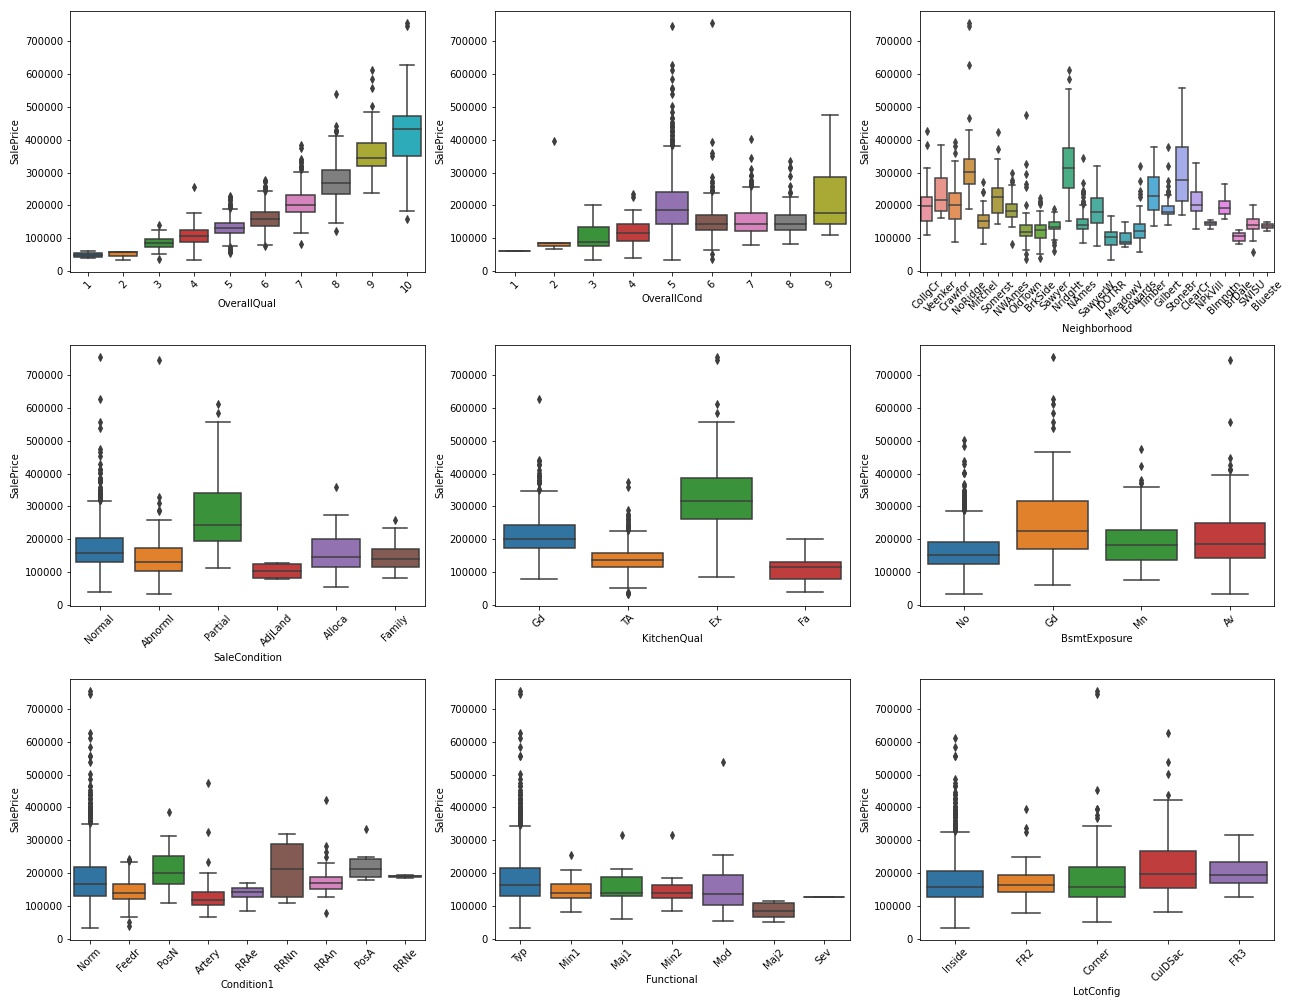 700000
600000
500000
400000
300000
200000
100000
0
SalePrice
1 2 3 4 5 6 7 8 9 10
OverallQual
700000
600000
500000
400000
300000
200000
100000
0
SalePrice
1 2 3 4 5 6 7 8 9
OverallCond
700000
600000
500000
400000
300000
200000
100000
0
SalePrice
CollgCr Veenker Crawfor NoRidge Mitchel Somerst NWAmes OldTown BrkSide Sawyer NridgHt NAmes SawyerW IDOTRR MeadowV Edwards Timber Gilbert StoneBr ClearCr NPkVill Blmngtn BrDale SWISU Blueste
Neighborhood
700000
600000
500000
400000
300000
200000
100000
0
SalePrice
Normal Abnorml Partial AdjLand Alloca Family
SaleCondition
700000
600000
500000
400000
300000
200000
100000
0
SalePrice
Gd TA Ex Fa
KitchenQual
700000
600000
500000
400000
300000
200000
100000
0
SalePrice
No Gd Mn Av
BsmtExposure
700000
600000
500000
400000
300000
200000
100000
0
SalePrice
Norm Feedr PosN Artery RRAe RRNn RRAn PosA RRNe
Condition1
700000
600000
500000
400000
300000
200000
100000
0
SalePrice
Typ Min1 Maj1 Min2 Mod Maj2 Sev
Functional
700000
600000
500000
400000
300000
200000
100000
0
SalePrice
Inside FR2 Corner CulDSac FR3
LotConfig